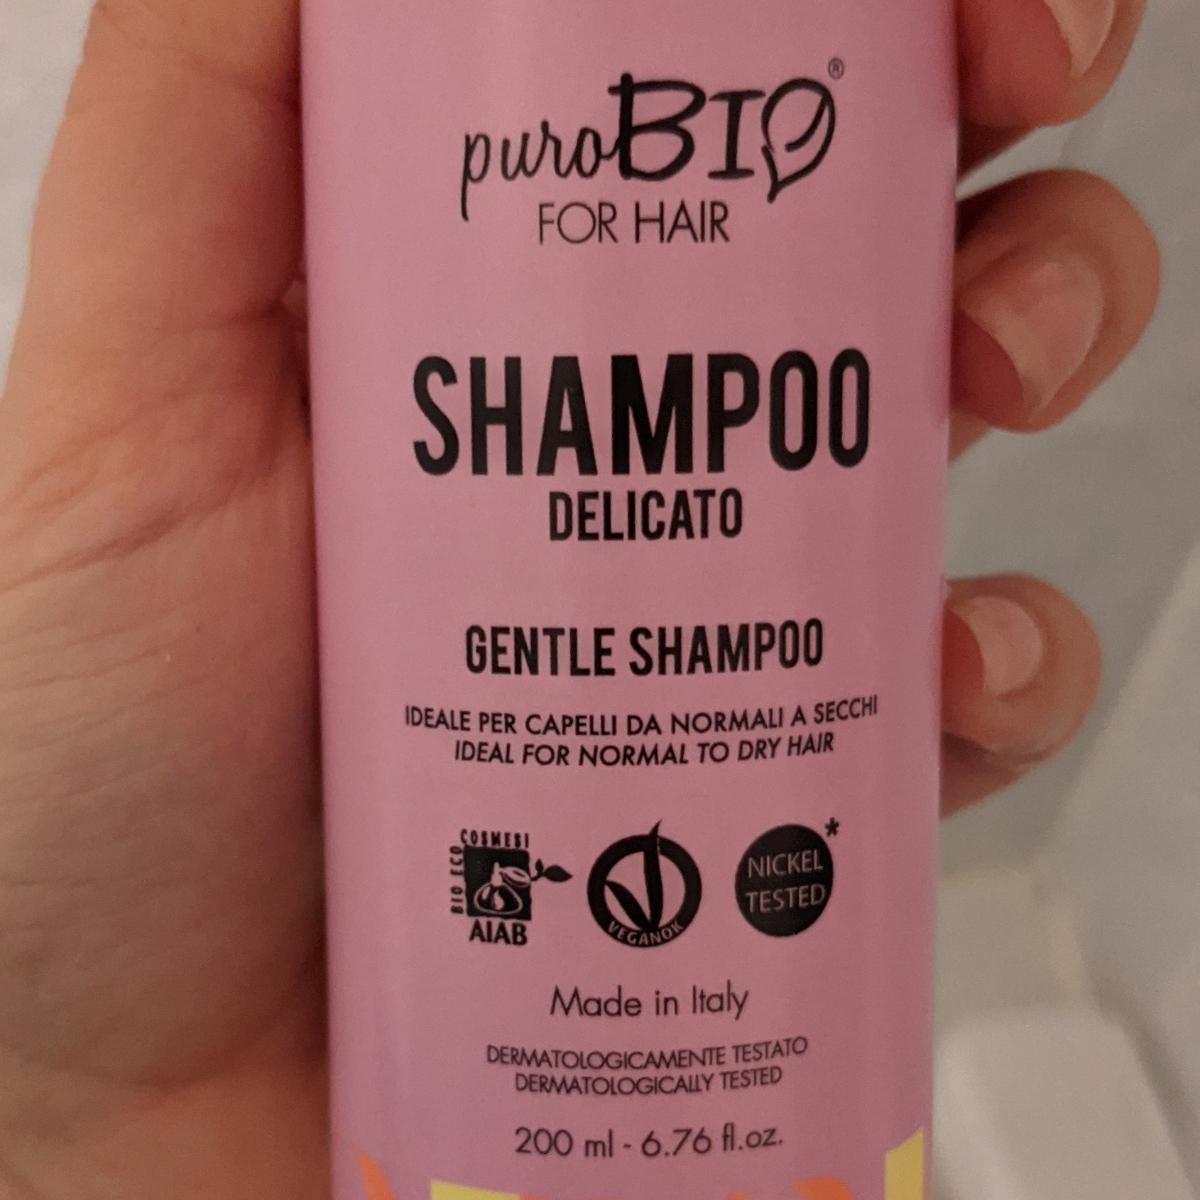 puroBIO®
FOR HAIR
SHAMPOO
DELICATO
GENTLE SHAMPOO
IDEALE PER CAPELLI DA NORMALI A SECCHI
IDEAL FOR NORMAL TO DRY HAIR
COSMESI
BIO ECO
AIAB
VEGANOK
NICKEL
TESTED*
Made in Italy
DERMATOLOGICAMENTE TESTATO
DERMATOLOGICALLY TESTED
200 ml - 6.76 fl.oz.